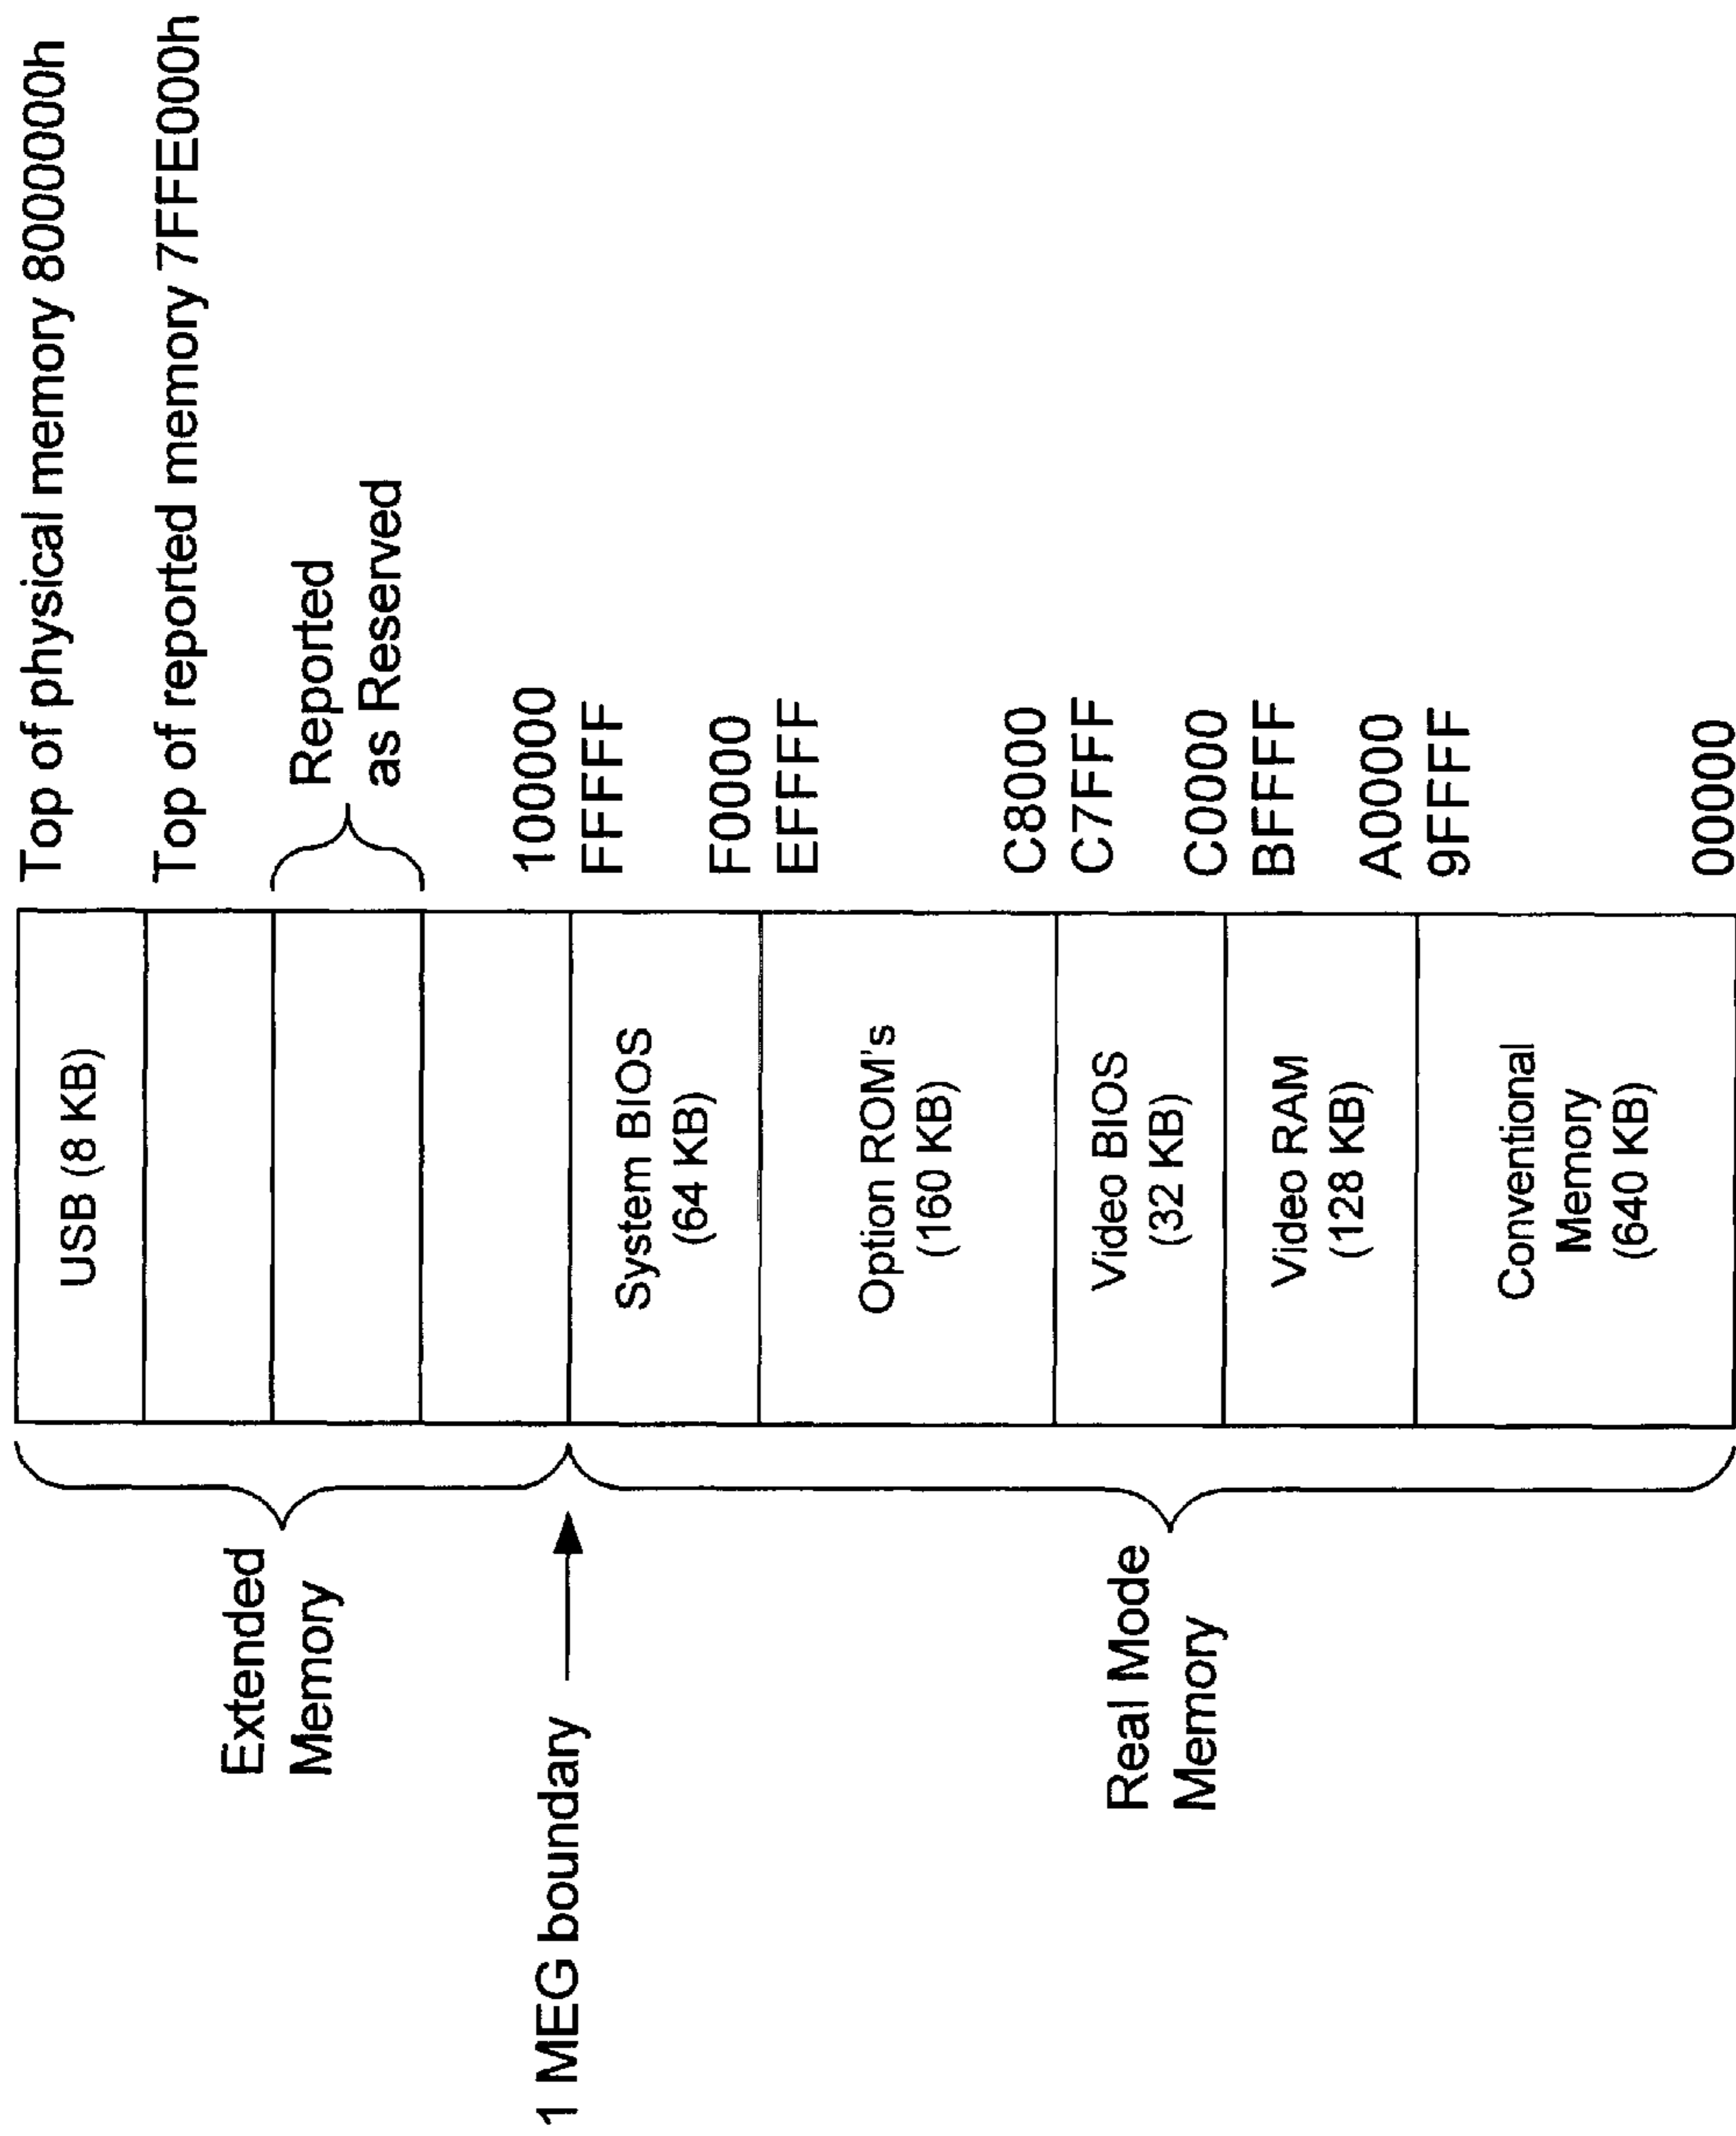 Top of physical memory 8000000h
USB (8 KB)
Top of reported memory 7FFE000h
Extended
Memory
Reported
as Reserved
1 MEG boundary
100000
FFFFF
System BIOS
(64 KB)
F0000
EFFFF
Option ROM's
(160 KB)
C8000
C7FFF
Real Mode
Memory
Video BIOS
(32 KB)
C0000
BFFFF
Video RAM
(128 KB)
A0000
9FFFF
Conventional
Memory
(640 KB)
00000